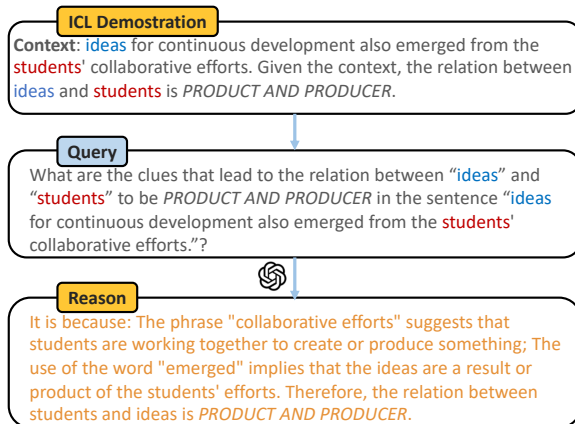 ICL Demostration
Context: ideas for continuous development also emerged from the
students' collaborative efforts. Given the context, the relation between
ideas and students is PRODUCT AND PRODUCER.
Query
What are the clues that lead to the relation between “ideas” and
“students” to be PRODUCT AND PRODUCER in the sentence “ideas
for continuous development also emerged from the students'
collaborative efforts.”?
Reason
It is because: The phrase "collaborative efforts" suggests that
students are working together to create or produce something; The
use of the word "emerged" implies that the ideas are a result or
product of the students' efforts. Therefore, the relation between
students and ideas is PRODUCT AND PRODUCER.